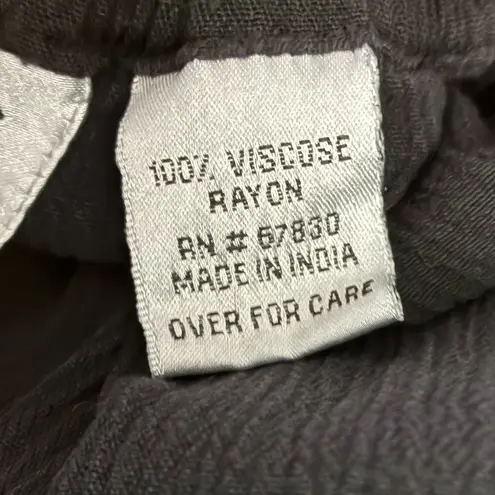 100% VISCOSE
RAYON
RN # 67830
MADE IN INDIA
OVER FOR CARE